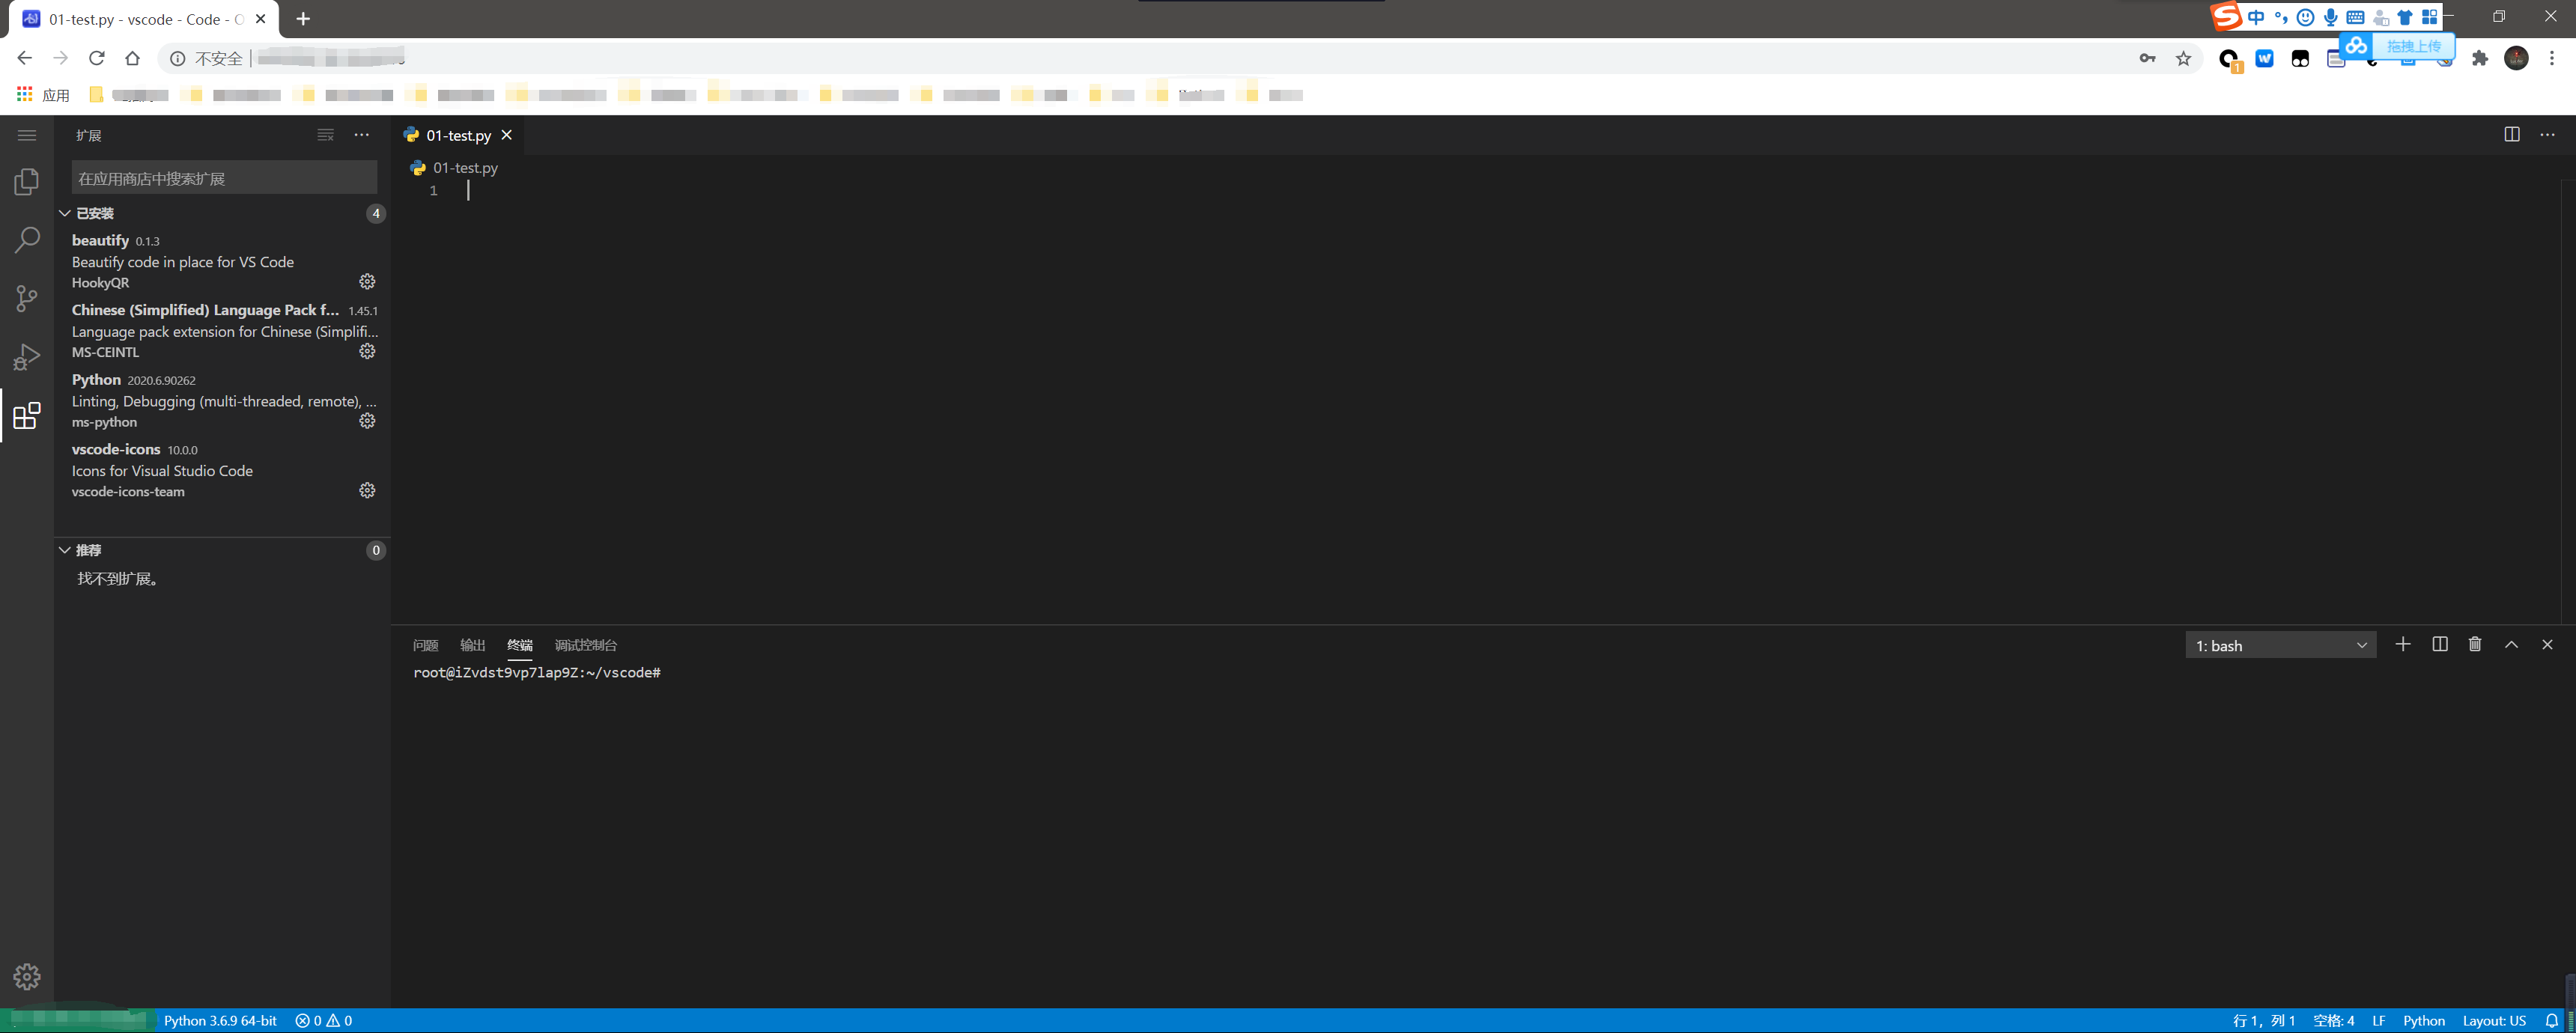 01-test.py - vscode - Code - O
中
拖拽上传
不安全
1
应用
扩展
在应用商店中搜索扩展
已安装
4
beautify 0.1.3
Beautify code in place for VS Code
HookyQR
Chinese (Simplified) Language Pack f... 1.45.1
Language pack extension for Chinese (Simplifi...
MS-CEINTL
Python 2020.6.90262
Linting, Debugging (multi-threaded, remote), ...
ms-python
vscode-icons 10.0.0
Icons for Visual Studio Code
vscode-icons-team
推荐
0
找不到扩展。
01-test.py
01-test.py
1
问题 输出 终端 调试控制台
1: bash
root@iZvdst9vp7lap9Z:~/vscode#
Python 3.6.9 64-bit 0 0
行 1，列 1 空格: 4 LF Python Layout: US